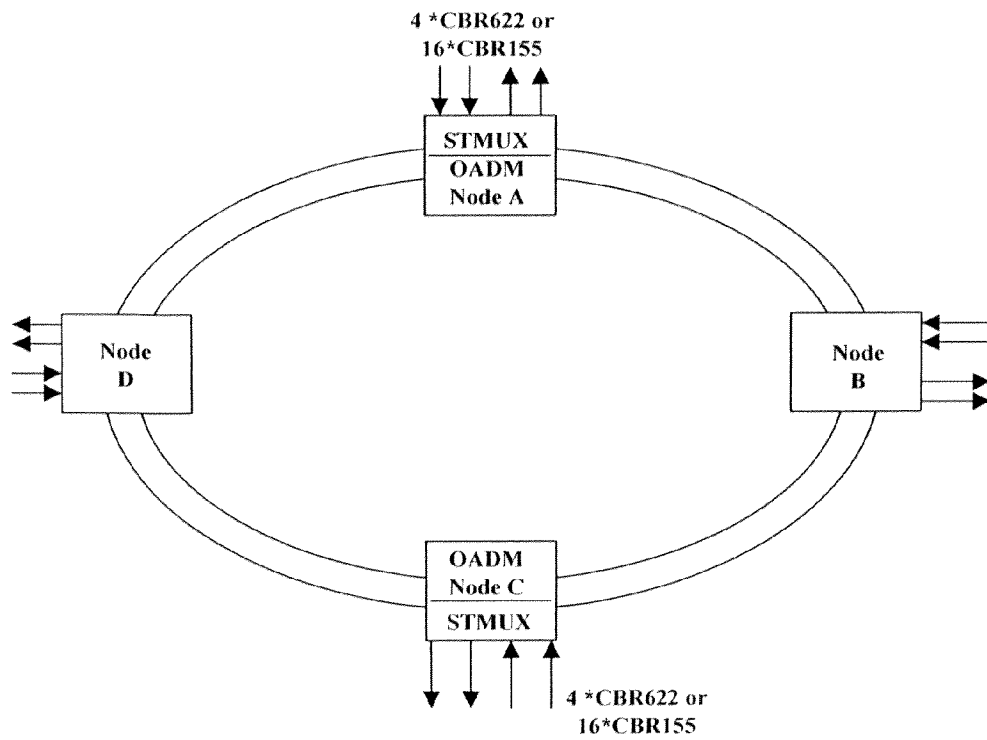 4 *CBR622 or
16*CBR155
STMUX
OADM
Node A
Node
D
Node
B
OADM
Node C
STMUX
4 *CBR622 or
16*CBR155